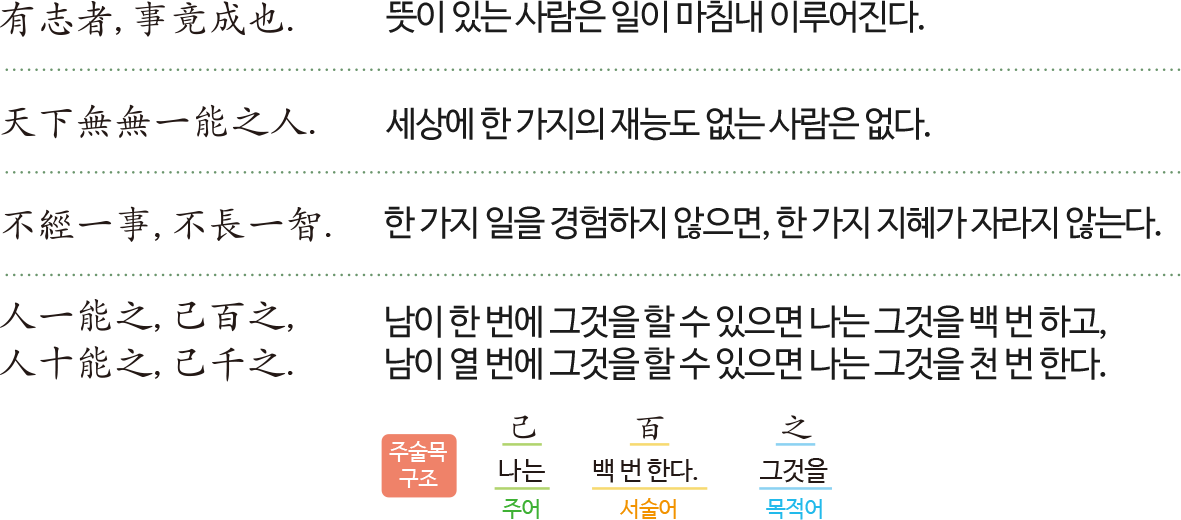 有志者, 事竟成也. 뜻이 있는 사람은 일이 마침내 이루어진다.
天下無無一能之人. 세상에 한 가지의 재능도 없는 사람은 없다.
不經一事, 不長一智. 한 가지 일을 경험하지 않으면, 한 가지 지혜가 자라지 않는다.
人一能之, 己百之, 남이 한 번에 그것을 할 수 있으면 나는 그것을 백 번 하고,
人十能之, 己千之. 남이 열 번에 그것을 할 수 있으면 나는 그것을 천 번 한다.
주술목
구조
己 百 之
나는 백 번 한다. 그것을
주어 서술어 목적어